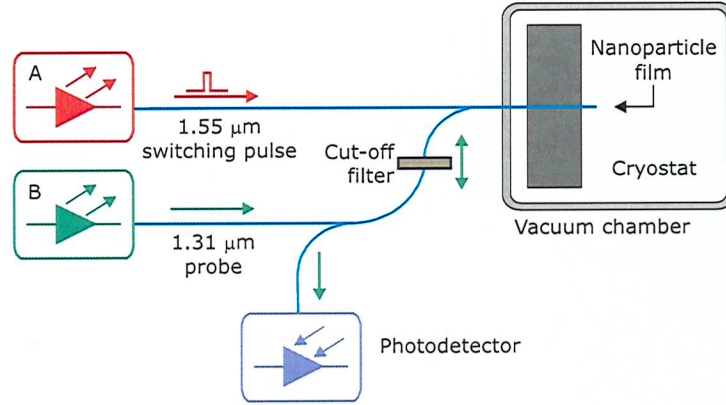 A
1.55 μm
switching pulse
Nanoparticle
film
Cut-off
filter
Cryostat
B
1.31 μm
probe
Vacuum chamber
Photodetector